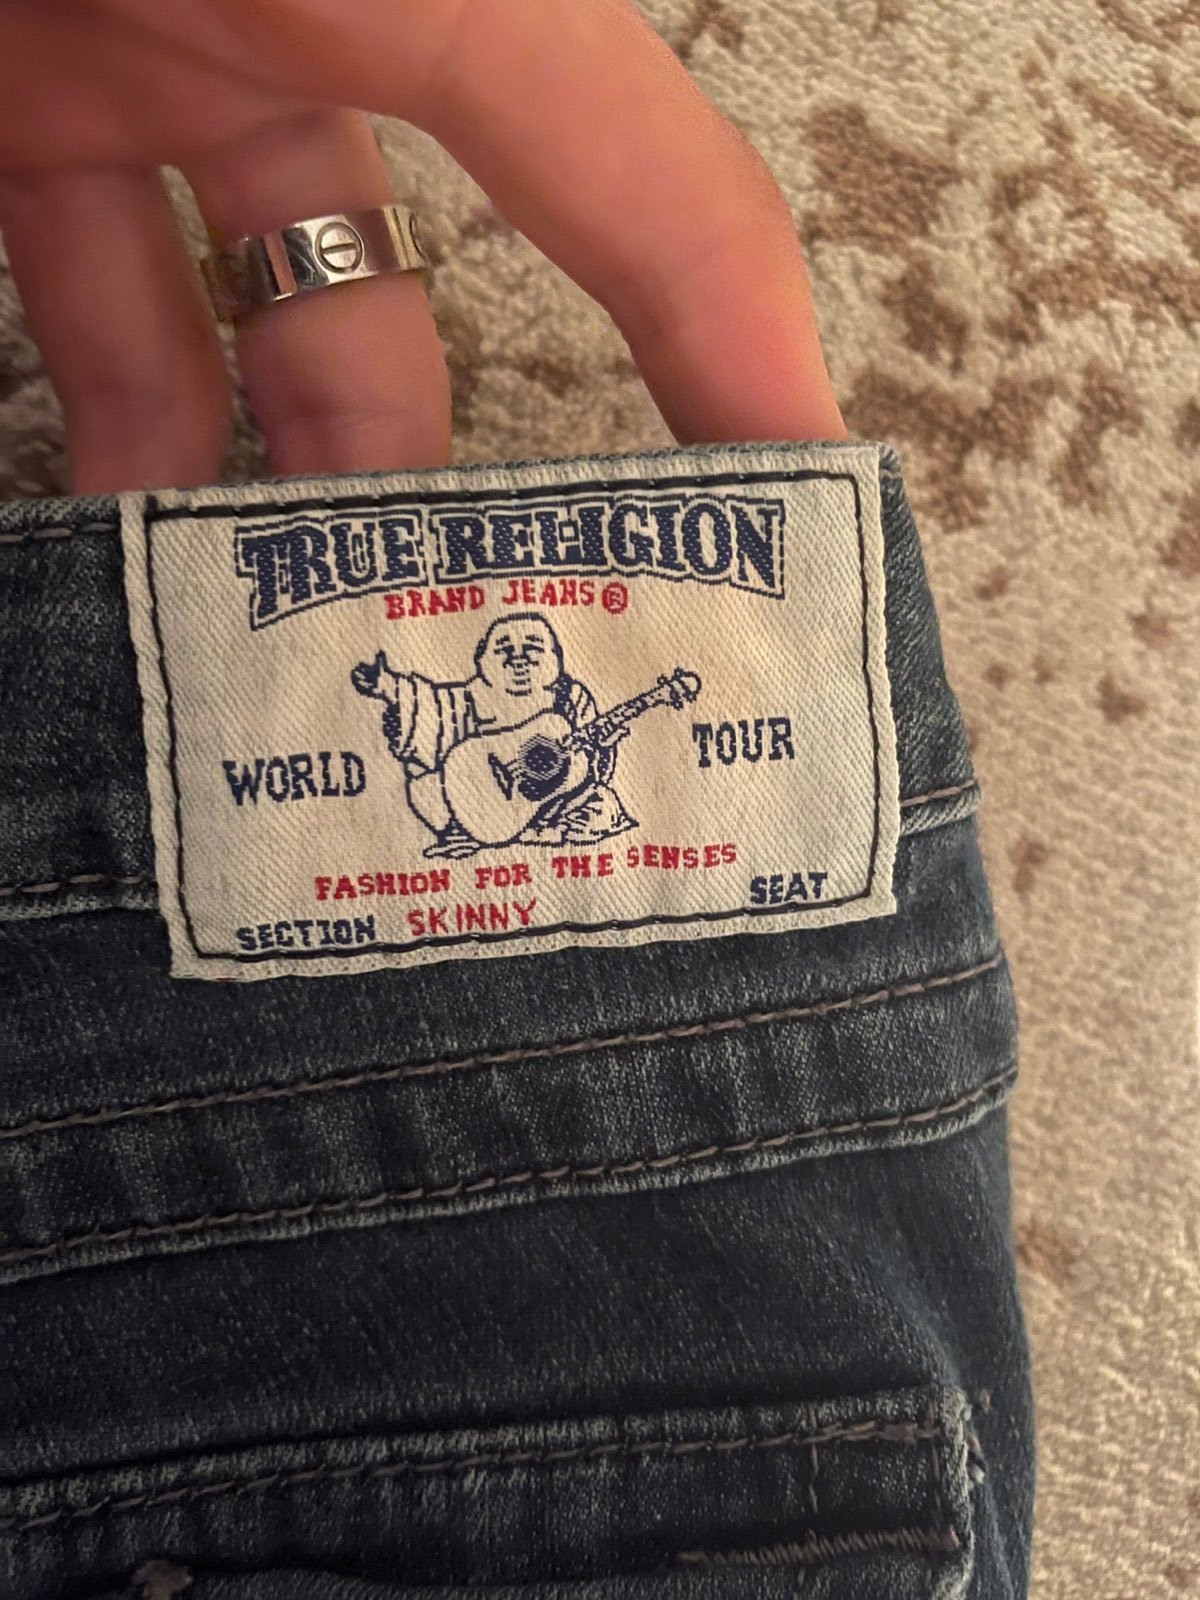 TRUE RELIGION
BRAND JEANS®
WORLD TOUR
FASHION FOR THE SENSES
SECTION SKINNY SEAT